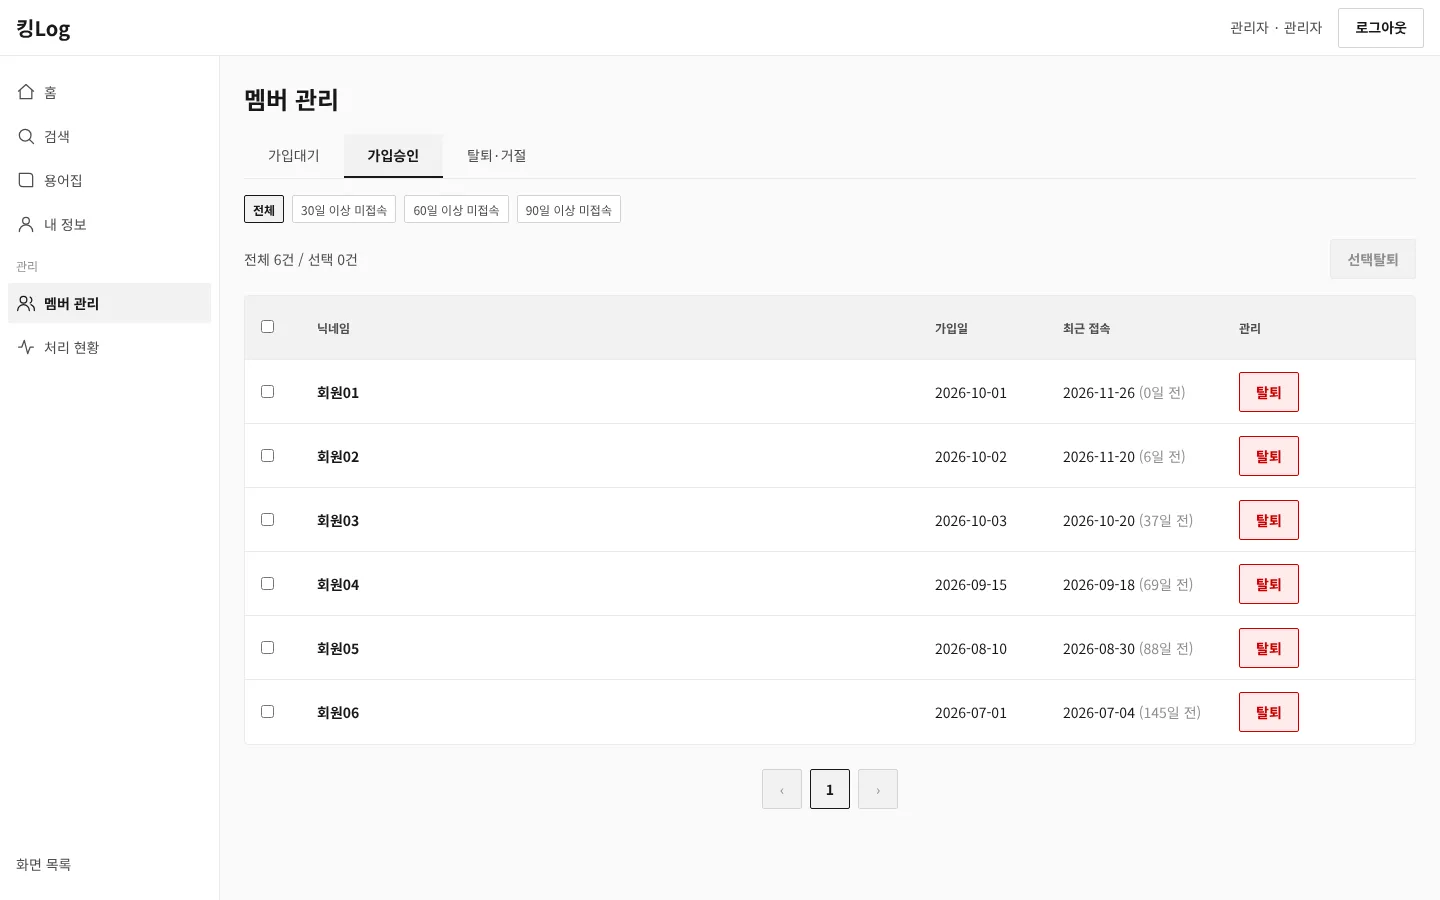 킹Log
관리자 · 관리자
로그아웃
홈
검색
용어집
내 정보
관리
멤버 관리
처리 현황
화면 목록
멤버 관리
가입대기 가입승인 탈퇴·거절
전체 30일 이상 미접속 60일 이상 미접속 90일 이상 미접속
전체 6건 / 선택 0건
선택탈퇴
닉네임 가입일 최근 접속 관리
회원01 2026-10-01 2026-11-26 (0일 전) 탈퇴
회원02 2026-10-02 2026-11-20 (6일 전) 탈퇴
회원03 2026-10-03 2026-10-20 (37일 전) 탈퇴
회원04 2026-09-15 2026-09-18 (69일 전) 탈퇴
회원05 2026-08-10 2026-08-30 (88일 전) 탈퇴
회원06 2026-07-01 2026-07-04 (145일 전) 탈퇴
‹ 1 ›